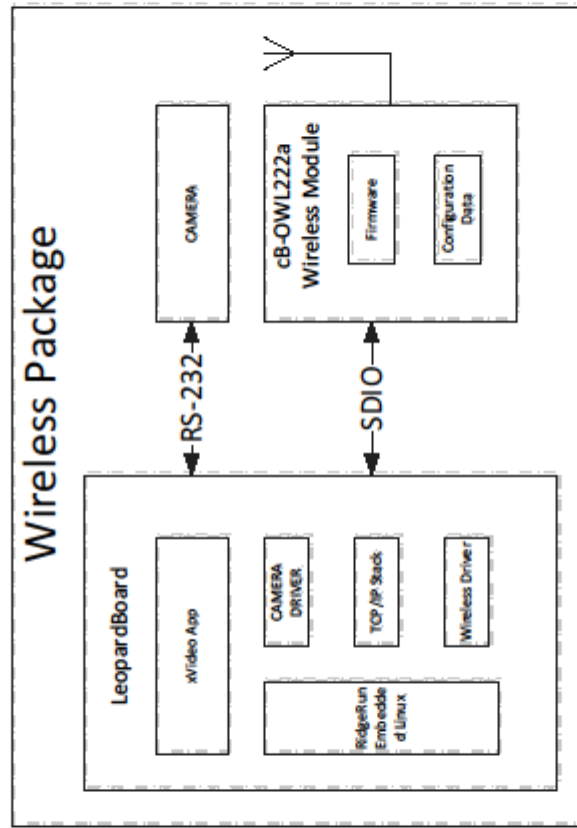 Wireless Package
LeopardBoard
xVideo App
RidgeRun
Embedde
d Linux
CAMERA
DRIVER
TCP/IP Stack
Wireless Driver
RS-232
SDIO
CAMERA
cB-OWL222a
Wireless Module
Firmware
Configuration
Data